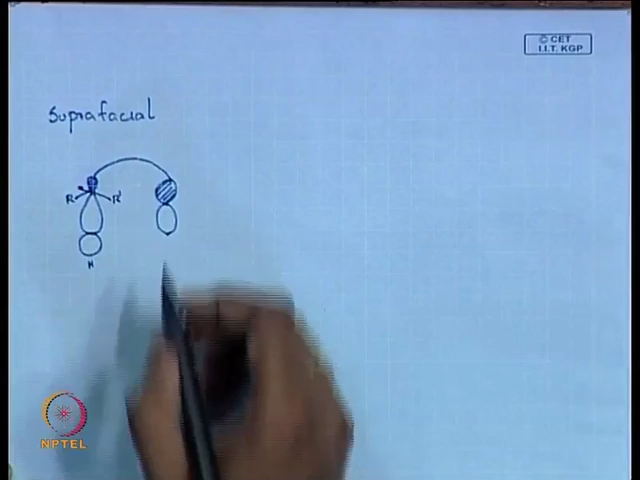 © CET
I.I.T. KGP
Suprafacial
R R'
H
NPTEL